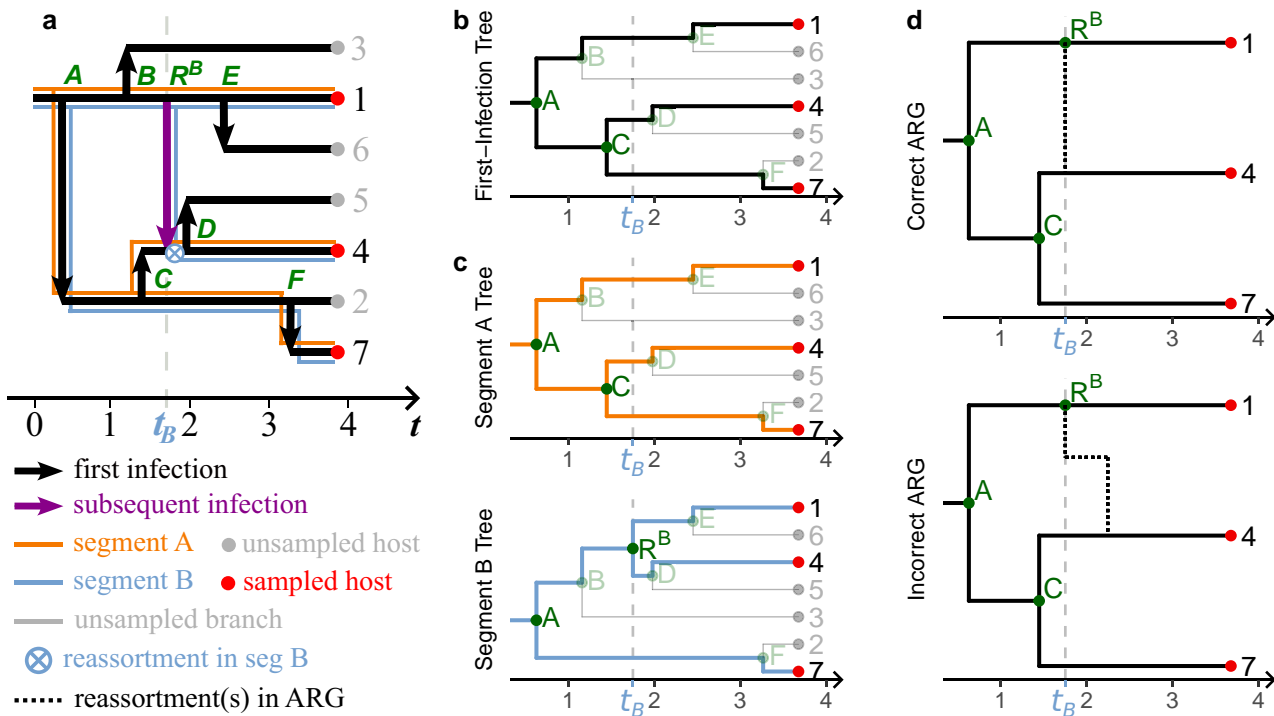 a
3
A
B
R^B
E
1
6
5
D
4
C
F
2
7
0
1
t_B
2
3
4
t
first infection
subsequent infection
segment A
unsampled host
segment B
sampled host
unsampled branch
reassortment in seg B
reassortment(s) in ARG
b
First–Infection Tree
1
E
6
B
3
A
4
D
5
C
2
F
7
1
t_B
2
3
4
c
Segment A Tree
1
E
6
B
3
A
4
D
5
C
2
F
7
1
t_B
2
3
4
Segment B Tree
1
E
6
R^B
4
D
5
B
3
A
2
F
7
1
t_B
2
3
4
d
Correct ARG
R^B
1
A
4
C
7
1
t_B
2
3
4
Incorrect ARG
R^B
1
A
4
C
7
1
t_B
2
3
4